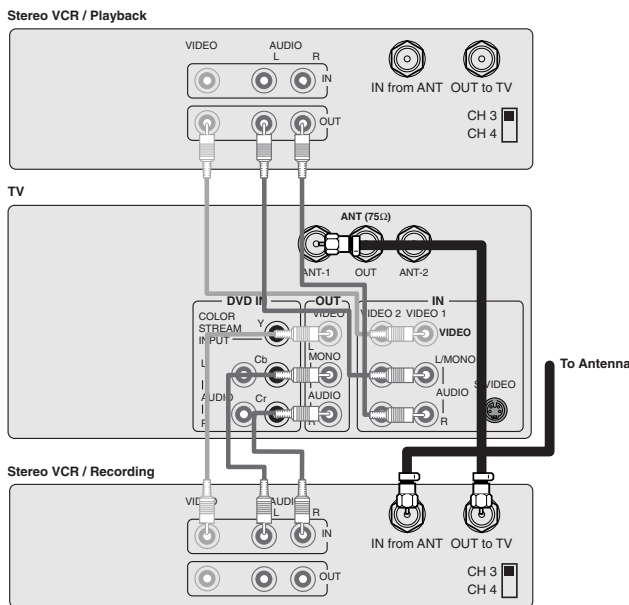 Stereo VCR / Playback
VIDEO AUDIO
L R
IN
OUT
IN from ANT OUT to TV
CH 3
CH 4
TV
ANT (75Ω)
ANT-1 OUT ANT-2
DVD IN OUT IN
COLOR STREAM INPUT
Y
Cb
Cr
L
AUDIO
R
VIDEO
L
MONO
AUDIO
R
VIDEO 2 VIDEO 1
VIDEO
L/MONO
AUDIO
R
S-VIDEO
To Antenna
Stereo VCR / Recording
VIDEO AUDIO
L R
IN
OUT
IN from ANT OUT to TV
CH 3
CH 4